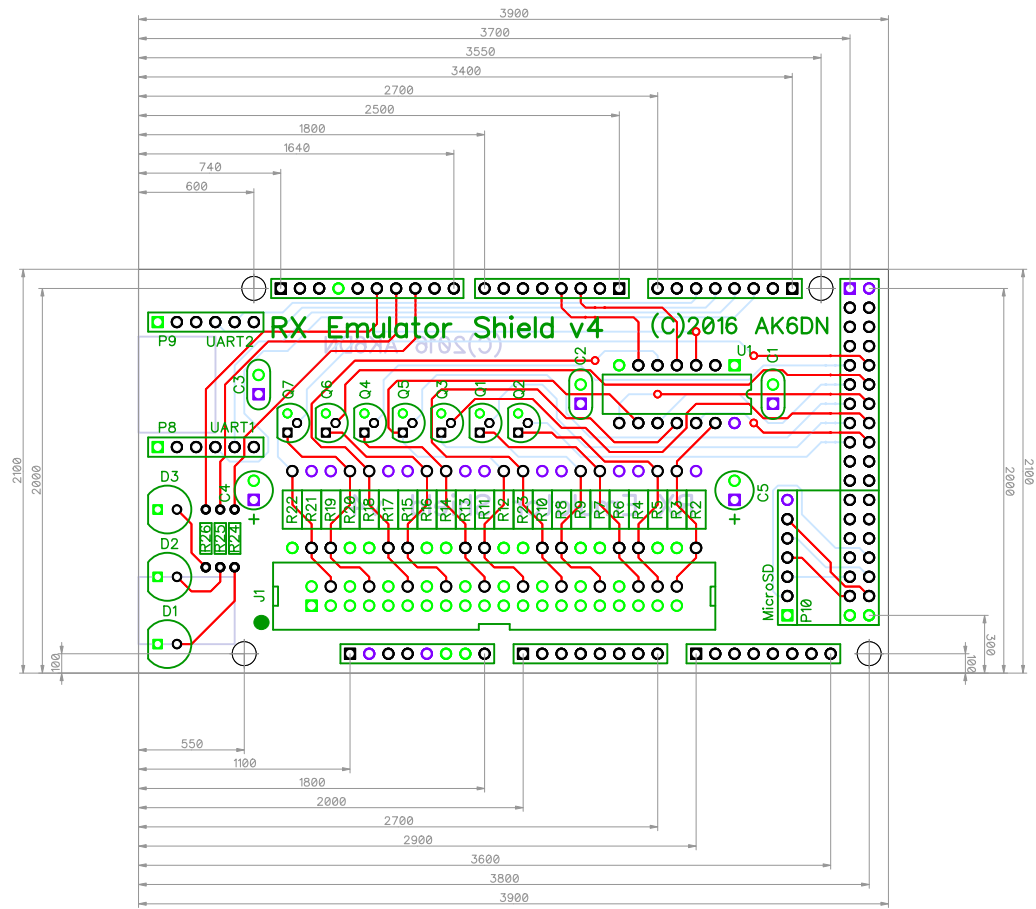 3900
3700
3550
3400
2700
2500
1800
1640
740
600
RX Emulator Shield v4 (C)2016 AK6DN
(C)2016 AK6DN
P9 UART2
U1
C2
C1
C3
Q7 Q6 Q4 Q5 Q3 Q1 Q2
P8 UART1
2100
2000
2000
2100
D3
C4
+
C5
+
R22 R21 R19 R20 R18 R17 R15 R16 R14 R13 R11 R12 R23 R10 R8 R9 R7 R6 R4 R5 R3 R2
R26 R25 R24
D2
J1
MicroSD
P10
D1
300
100
100
550
1100
1800
2000
2700
2900
3600
3800
3900